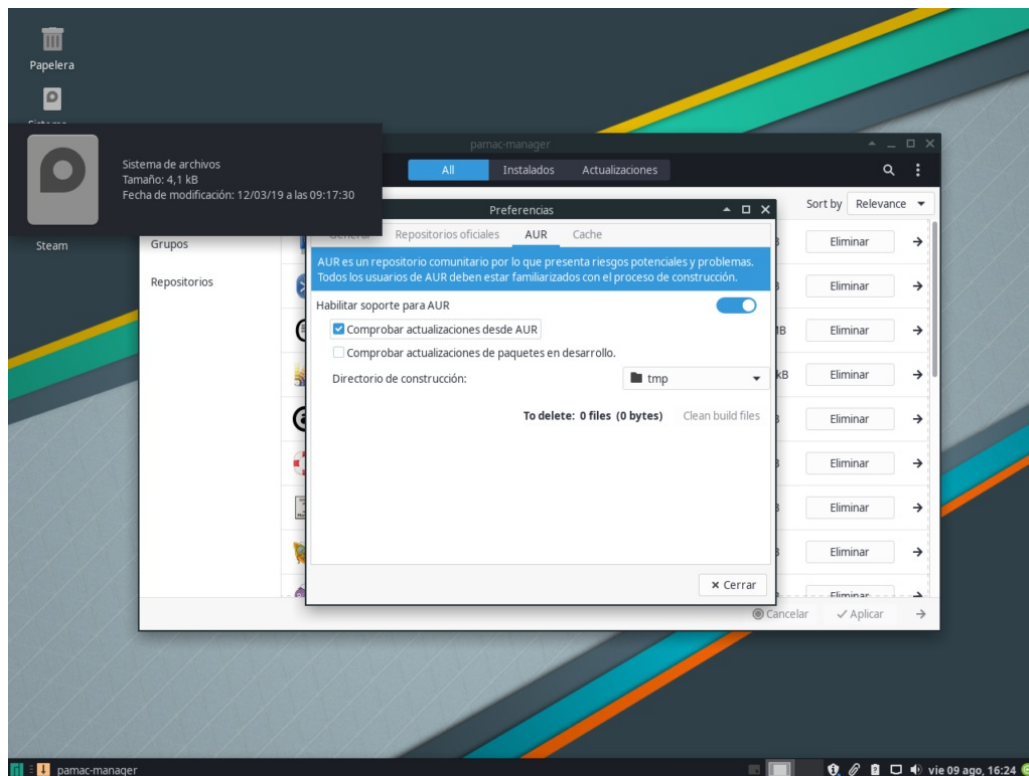 Papelera
Sistema de archivos
Tamaño: 4,1 kB
Fecha de modificación: 12/03/19 a las 09:17:30
Steam
pamac-manager
All
Instalados
Actualizaciones
Sort by
Relevance
Grupos
Repositorios
Preferencias
General
Repositorios oficiales
AUR
Cache
AUR es un repositorio comunitario por lo que presenta riesgos potenciales y problemas.
Todos los usuarios de AUR deben estar familiarizados con el proceso de construcción.
Habilitar soporte para AUR
Comprobar actualizaciones desde AUR
Comprobar actualizaciones de paquetes en desarrollo.
Directorio de construcción:
tmp
To delete: 0 files (0 bytes)
Clean build files
Cerrar
Eliminar
Eliminar
Eliminar
kB
Eliminar
Eliminar
Eliminar
Eliminar
Eliminar
Eliminar
Cancelar
Aplicar
pamac-manager
vie 09 ago, 16:24